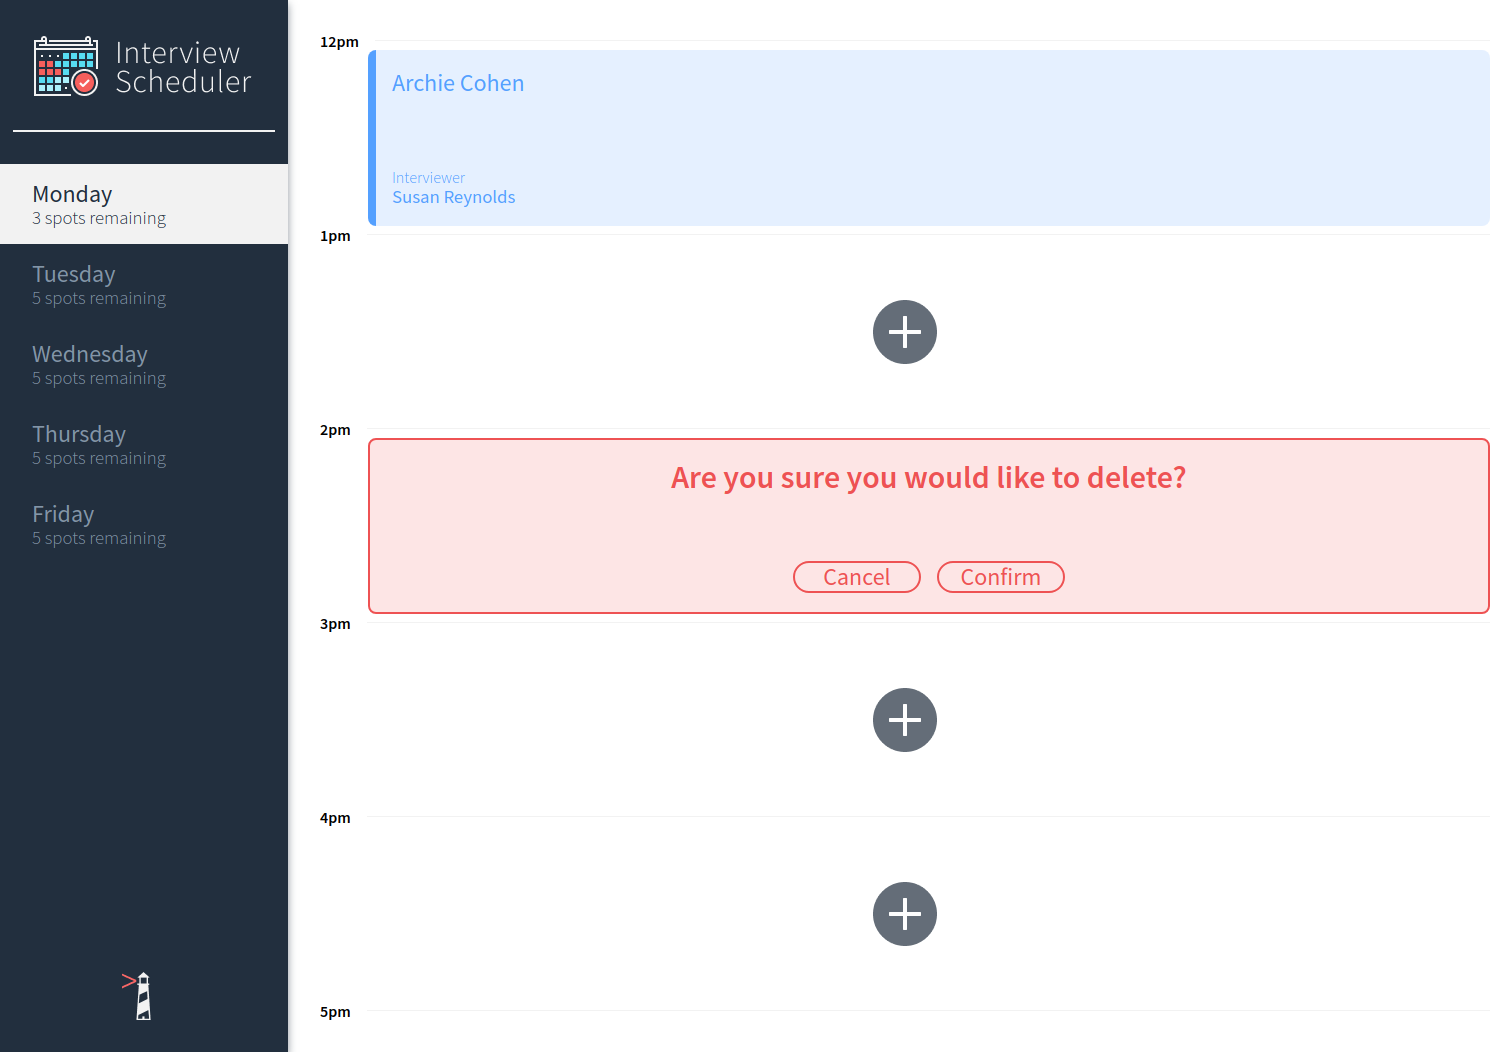 Interview
Scheduler
Monday
3 spots remaining
Tuesday
5 spots remaining
Wednesday
5 spots remaining
Thursday
5 spots remaining
Friday
5 spots remaining
12pm
Archie Cohen
Interviewer
Susan Reynolds
1pm
2pm
Are you sure you would like to delete?
Cancel Confirm
3pm
4pm
5pm